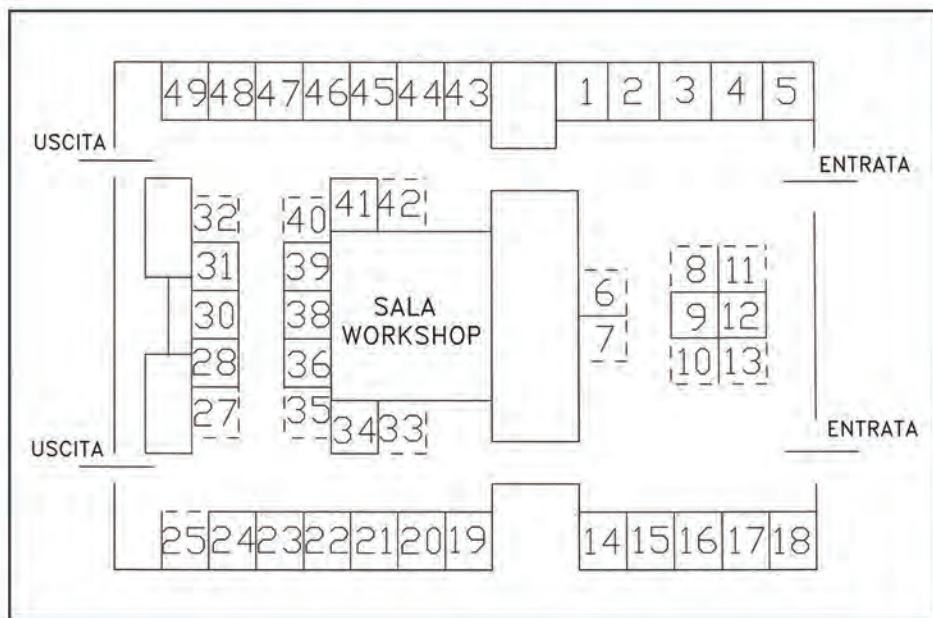 49 48 47 46 45 44 43 1 2 3 4 5
USCITA
ENTRATA
32 40 41 42
31 39 8 11
30 38 SALA 6 9 12
WORKSHOP 7
28 36 10 13
27 35 34 33
USCITA
ENTRATA
25 24 23 22 21 20 19 14 15 16 17 18